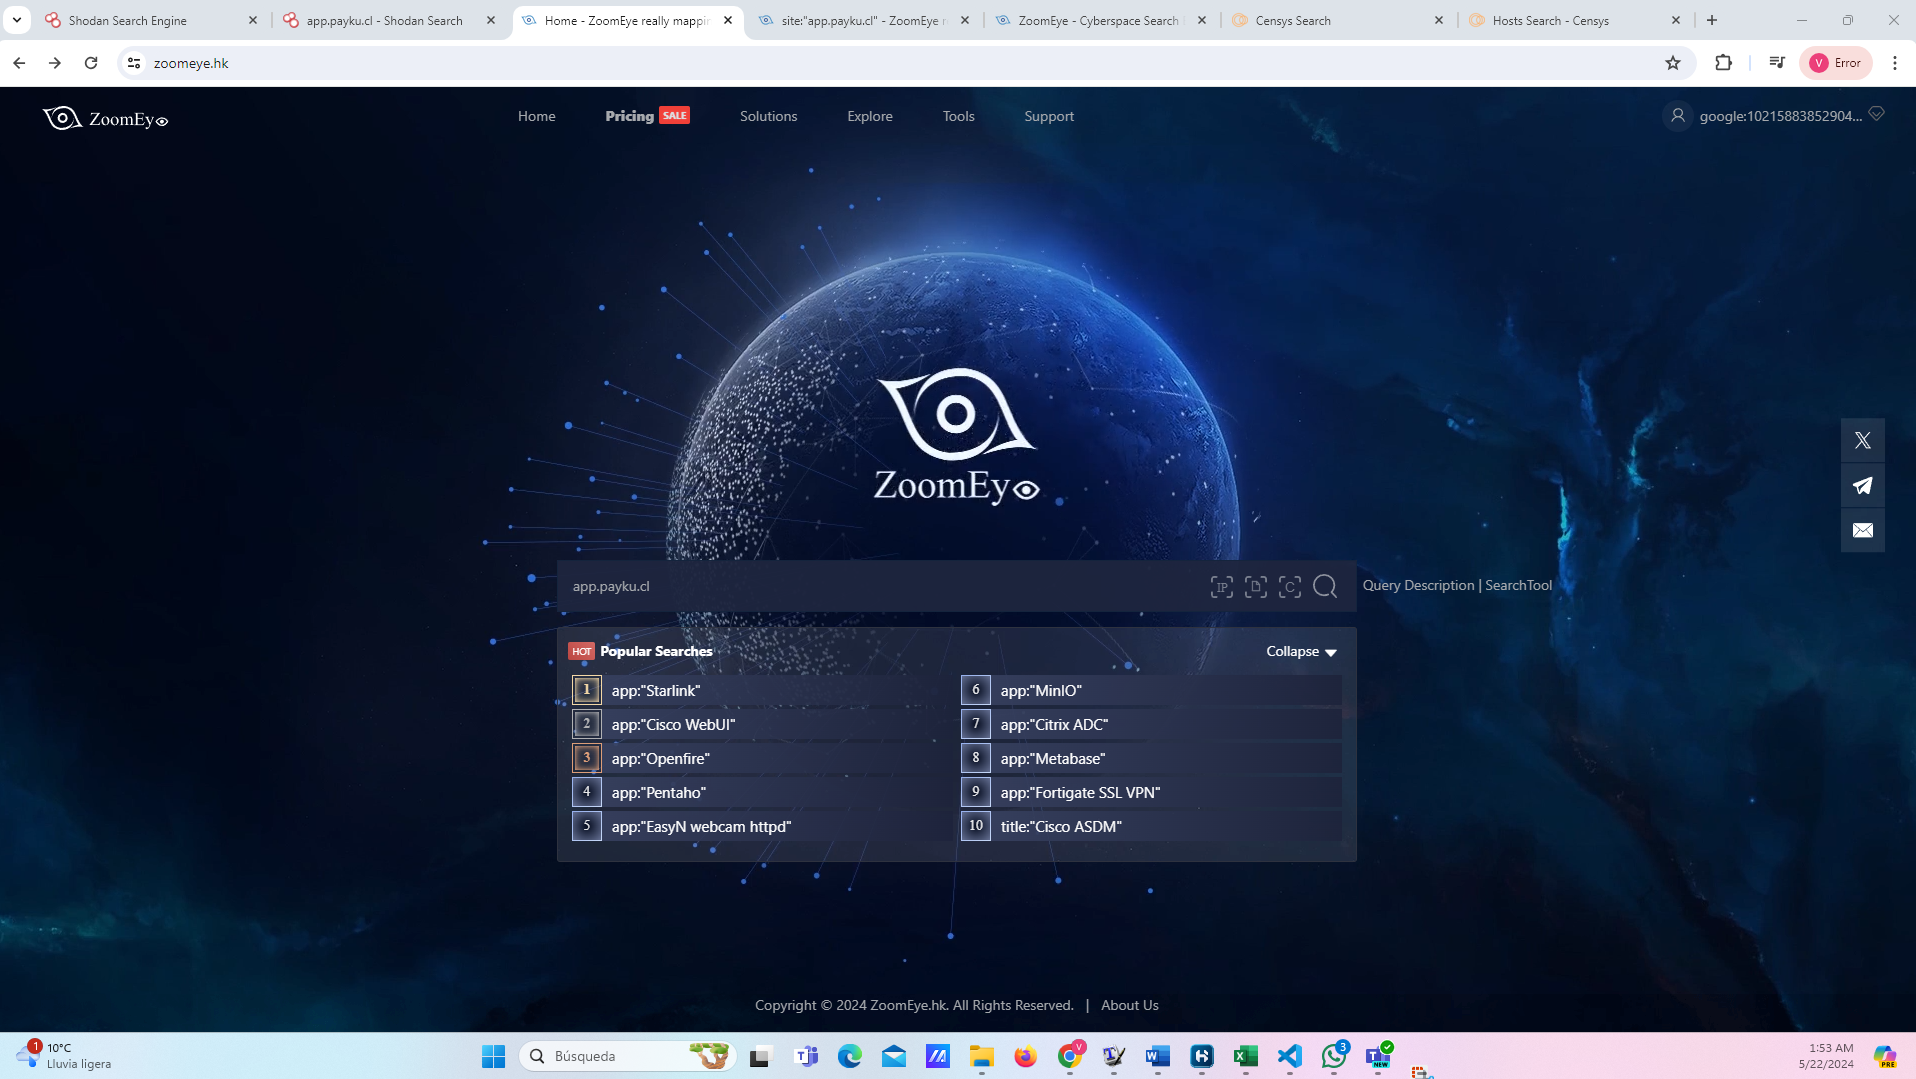 Shodan Search Engine
app.payku.cl - Shodan Search
Home - ZoomEye really mappin
site:"app.payku.cl" - ZoomEye r
ZoomEye - Cyberspace Search
Censys Search
Hosts Search - Censys
zoomeye.hk
V Error
ZoomEye
Home
Pricing SALE
Solutions
Explore
Tools
Support
google:10215883852904...
ZoomEye
app.payku.cl
IP
D
C
Query Description | SearchTool
HOT Popular Searches
Collapse
1 app:"Starlink"
2 app:"Cisco WebUI"
3 app:"Openfire"
4 app:"Pentaho"
5 app:"EasyN webcam httpd"
6 app:"MinIO"
7 app:"Citrix ADC"
8 app:"Metabase"
9 app:"Fortigate SSL VPN"
10 title:"Cisco ASDM"
Copyright © 2024 ZoomEye.hk. All Rights Reserved. | About Us
1
10°C
Lluvia ligera
Búsqueda
V
3
NEW
1:53 AM
5/22/2024
PRE